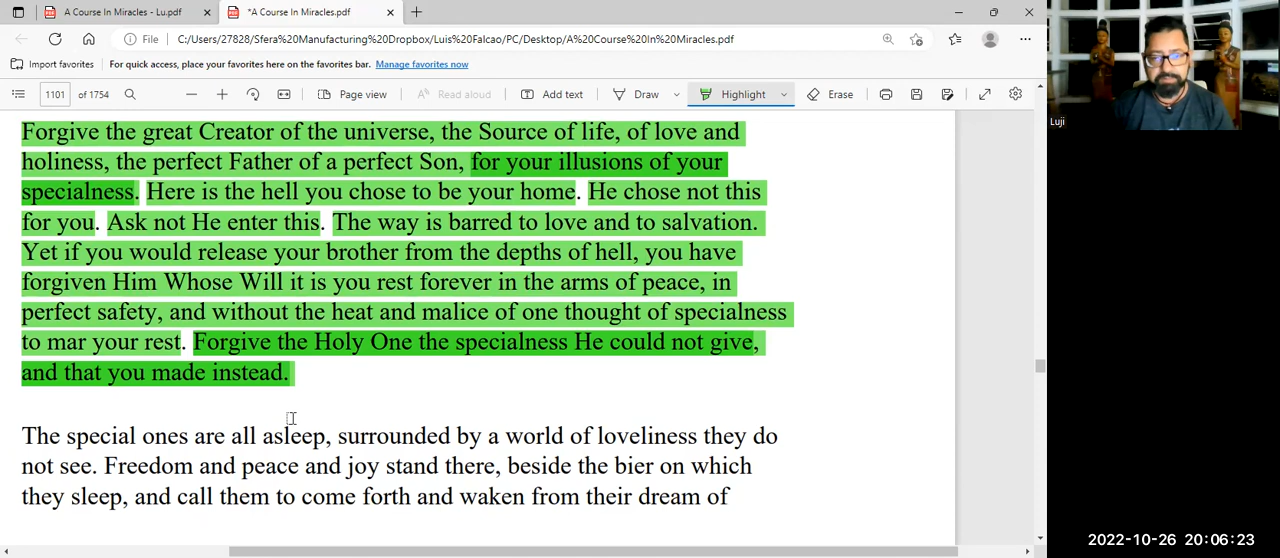 A Course In Miracles - Lu.pdf
*A Course In Miracles.pdf
File
C:/Users/27828/Sfera%20Manufacturing%20Dropbox/Luis%20Falcao/PC/Desktop/A%20Course%20In%20Miracles.pdf
Import favorites
For quick access, place your favorites here on the favorites bar. Manage favorites now
1101 of 1754
Page view
Read aloud
Add text
Draw
Highlight
Erase
Forgive the great Creator of the universe, the Source of life, of love and
holiness, the perfect Father of a perfect Son, for your illusions of your
specialness. Here is the hell you chose to be your home. He chose not this
for you. Ask not He enter this. The way is barred to love and to salvation.
Yet if you would release your brother from the depths of hell, you have
forgiven Him Whose Will it is you rest forever in the arms of peace, in
perfect safety, and without the heat and malice of one thought of specialness
to mar your rest. Forgive the Holy One the specialness He could not give,
and that you made instead.
The special ones are all asleep, surrounded by a world of loveliness they do
not see. Freedom and peace and joy stand there, beside the bier on which
they sleep, and call them to come forth and waken from their dream of
Luji
2022-10-26 20:06:23